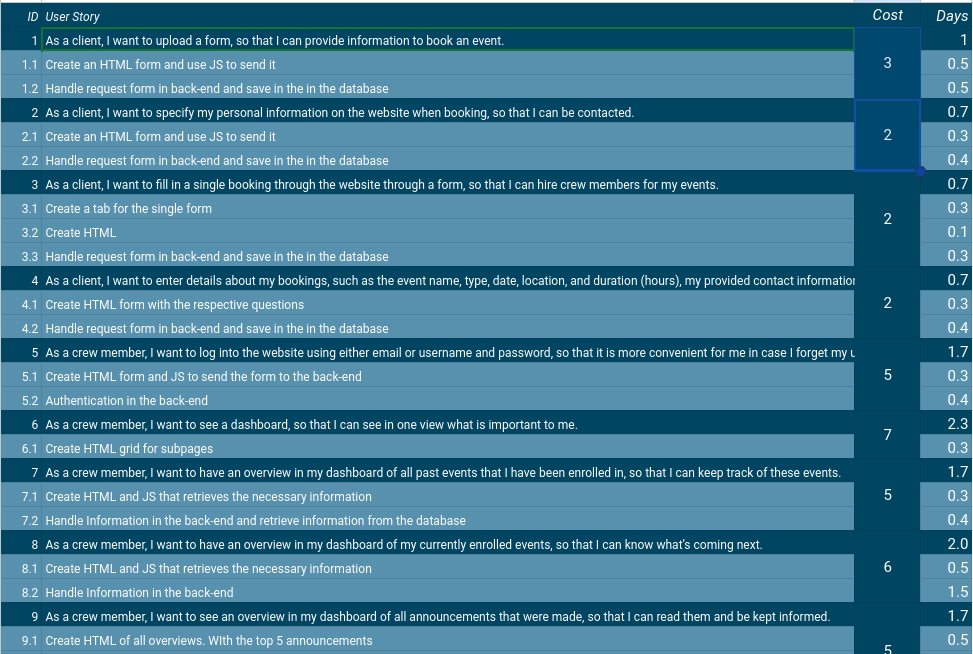 ID User Story Cost Days
1 As a client, I want to upload a form, so that I can provide information to book an event. 3 1
1.1 Create an HTML form and use JS to send it 0.5
1.2 Handle request form in back-end and save in the in the database 0.5
2 As a client, I want to specify my personal information on the website when booking, so that I can be contacted. 2 0.7
2.1 Create an HTML form and use JS to send it 0.3
2.2 Handle request form in back-end and save in the in the database 0.4
3 As a client, I want to fill in a single booking through the website through a form, so that I can hire crew members for my events. 2 0.7
3.1 Create a tab for the single form 0.3
3.2 Create HTML 0.1
3.3 Handle request form in back-end and save in the in the database 0.3
4 As a client, I want to enter details about my bookings, such as the event name, type, date, location, and duration (hours), my provided contact information 2 0.7
4.1 Create HTML form with the respective questions 0.3
4.2 Handle request form in back-end and save in the in the database 0.4
5 As a crew member, I want to log into the website using either email or username and password, so that it is more convenient for me in case I forget my u 5 1.7
5.1 Create HTML form and JS to send the form to the back-end 0.3
5.2 Authentication in the back-end 0.4
6 As a crew member, I want to see a dashboard, so that I can see in one view what is important to me. 7 2.3
6.1 Create HTML grid for subpages 0.3
7 As a crew member, I want to have an overview in my dashboard of all past events that I have been enrolled in, so that I can keep track of these events. 5 1.7
7.1 Create HTML and JS that retrieves the necessary information 0.3
7.2 Handle Information in the back-end and retrieve information from the database 0.4
8 As a crew member, I want to have an overview in my dashboard of my currently enrolled events, so that I can know what's coming next. 6 2.0
8.1 Create HTML and JS that retrieves the necessary information 0.5
8.2 Handle Information in the back-end 1.5
9 As a crew member, I want to see an overview in my dashboard of all announcements that were made, so that I can read them and be kept informed. 5 1.7
9.1 Create HTML of all overviews. WIth the top 5 announcements 0.5